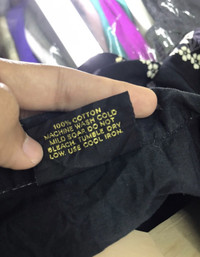 100% COTTON
MACHINE WASH COLD
MILD SOAP DO NOT
BLEACH. TUMBLE DRY
LOW. USE COOL IRON.